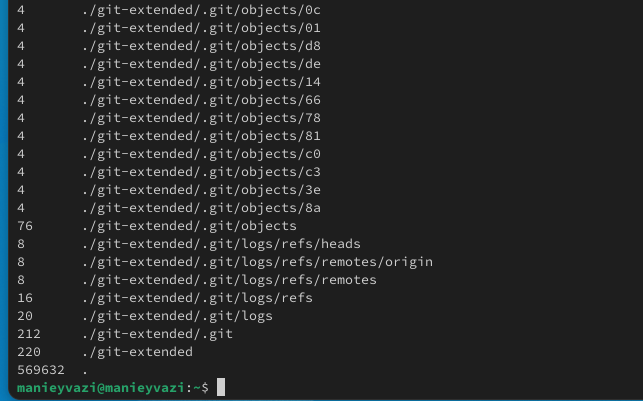 4       ./git-extended/.git/objects/0c
4       ./git-extended/.git/objects/01
4       ./git-extended/.git/objects/d8
4       ./git-extended/.git/objects/de
4       ./git-extended/.git/objects/14
4       ./git-extended/.git/objects/66
4       ./git-extended/.git/objects/78
4       ./git-extended/.git/objects/81
4       ./git-extended/.git/objects/c0
4       ./git-extended/.git/objects/c3
4       ./git-extended/.git/objects/3e
4       ./git-extended/.git/objects/8a
76      ./git-extended/.git/objects
8       ./git-extended/.git/logs/refs/heads
8       ./git-extended/.git/logs/refs/remotes/origin
8       ./git-extended/.git/logs/refs/remotes
16      ./git-extended/.git/logs/refs
20      ./git-extended/.git/logs
212     ./git-extended/.git
220     ./git-extended
569632  .
manieyvazi@manieyvazi:~$